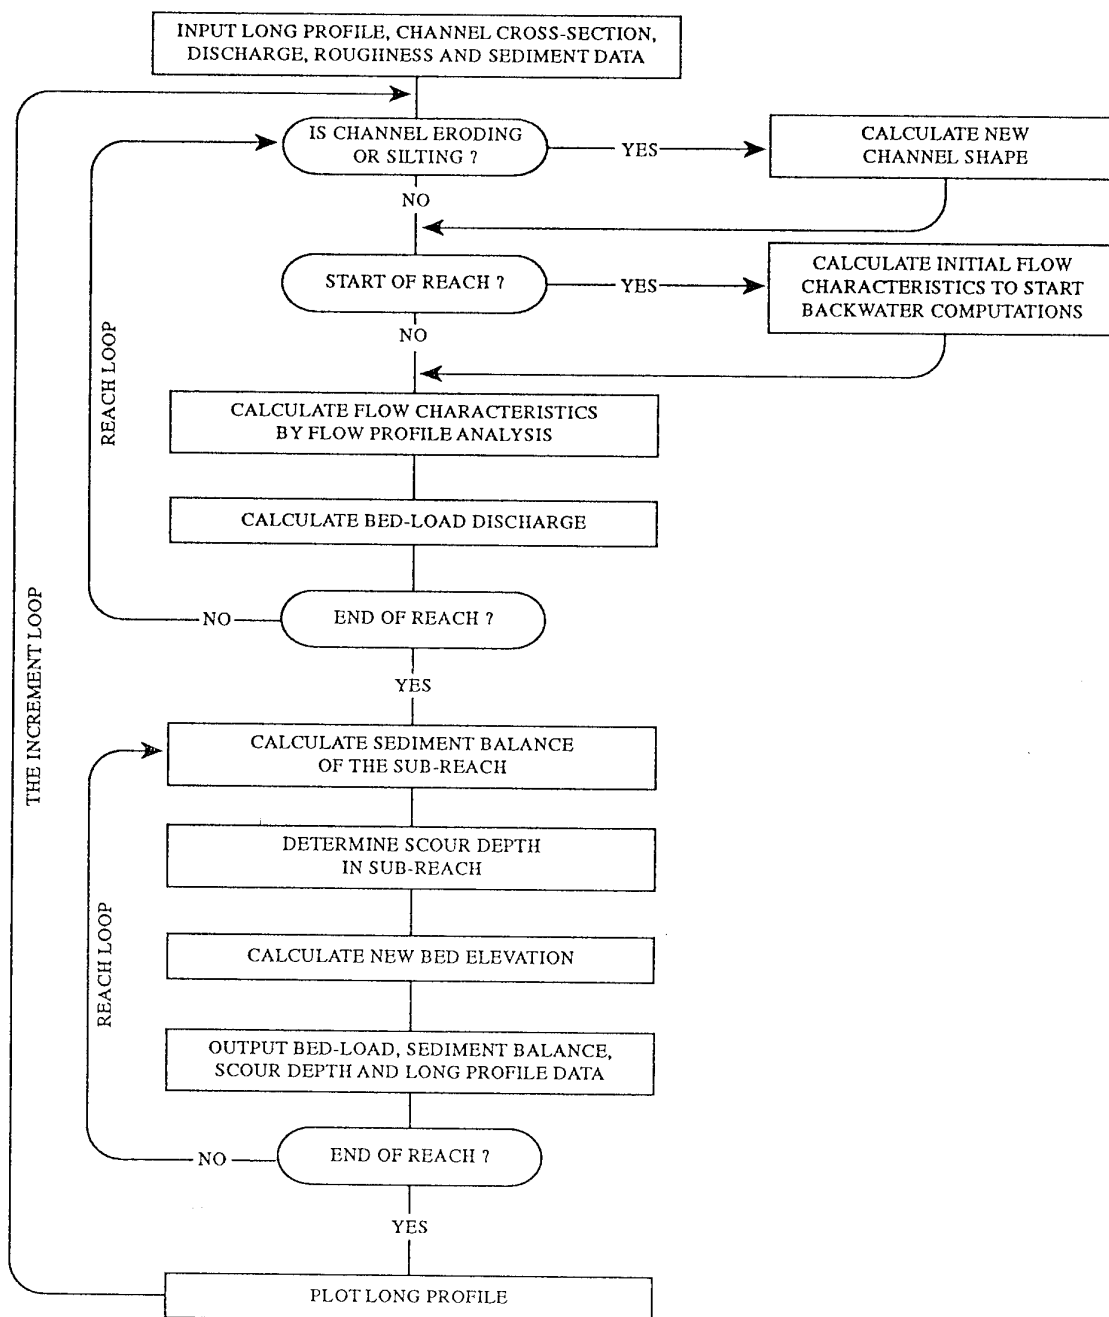 INPUT LONG PROFILE, CHANNEL CROSS-SECTION,
DISCHARGE, ROUGHNESS AND SEDIMENT DATA
IS CHANNEL ERODING
OR SILTING ?
YES
CALCULATE NEW
CHANNEL SHAPE
NO
START OF REACH ?
YES
CALCULATE INITIAL FLOW
CHARACTERISTICS TO START
BACKWATER COMPUTATIONS
NO
REACH LOOP
CALCULATE FLOW CHARACTERISTICS
BY FLOW PROFILE ANALYSIS
CALCULATE BED-LOAD DISCHARGE
END OF REACH ?
NO
YES
THE INCREMENT LOOP
CALCULATE SEDIMENT BALANCE
OF THE SUB-REACH
DETERMINE SCOUR DEPTH
IN SUB-REACH
REACH LOOP
CALCULATE NEW BED ELEVATION
OUTPUT BED-LOAD, SEDIMENT BALANCE,
SCOUR DEPTH AND LONG PROFILE DATA
END OF REACH ?
NO
YES
PLOT LONG PROFILE